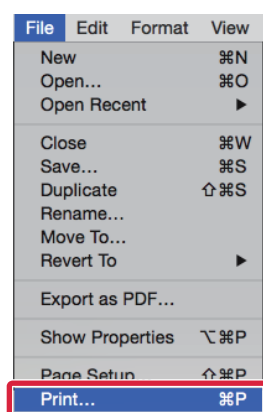 File Edit Format View
New ⌘N
Open... ⌘O
Open Recent ▶
Close ⌘W
Save... ⌘S
Duplicate ⇧⌘S
Rename...
Move To...
Revert To ▶
Export as PDF...
Show Properties ⌥⌘P
Page Setup... ⇧⌘P
Print... ⌘P